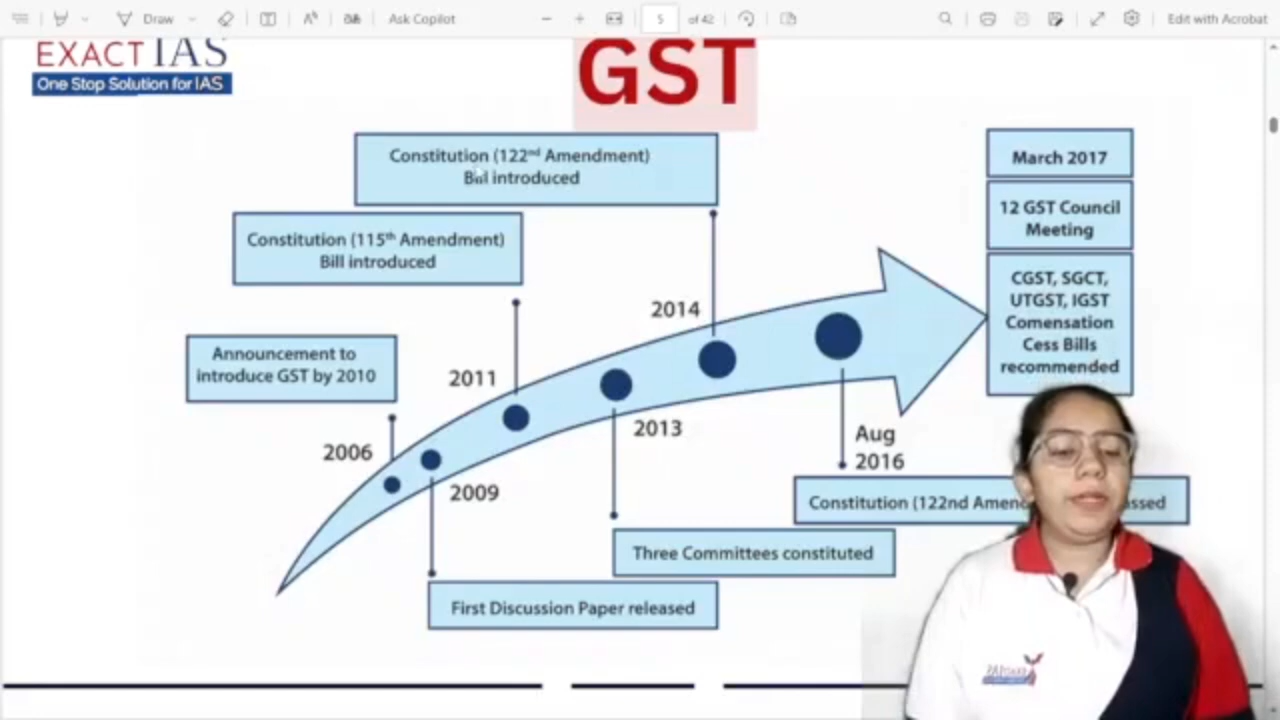 Draw
Ask Copilot
5
of 42
Edit with Acrobat
EXACT IAS
One Stop Solution for IAS
GST
Constitution (122nd Amendment)
Bill introduced
March 2017
12 GST Council
Meeting
Constitution (115th Amendment)
Bill introduced
CGST, SGCT,
UTGST, IGST
Comensation
Cess Bills
recommended
2014
Announcement to
introduce GST by 2010
2011
2013
Aug
2016
2006
2009
Constitution (122nd Amend
ssed
Three Committees constituted
First Discussion Paper released